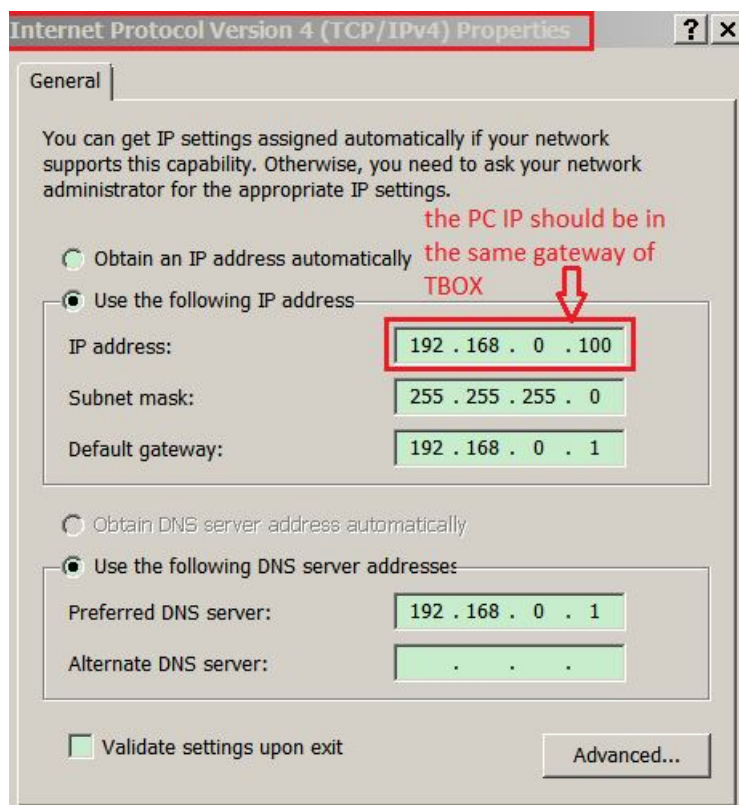 Internet Protocol Version 4 (TCP/IPv4) Properties
General
You can get IP settings assigned automatically if your network
supports this capability. Otherwise, you need to ask your network
administrator for the appropriate IP settings.
the PC IP should be in
the same gateway of
TBOX
Obtain an IP address automatically
Use the following IP address
IP address: 192 . 168 . 0 . 100
Subnet mask: 255 . 255 . 255 . 0
Default gateway: 192 . 168 . 0 . 1
Obtain DNS server address automatically
Use the following DNS server addresses
Preferred DNS server: 192 . 168 . 0 . 1
Alternate DNS server: . . .
Validate settings upon exit
Advanced...